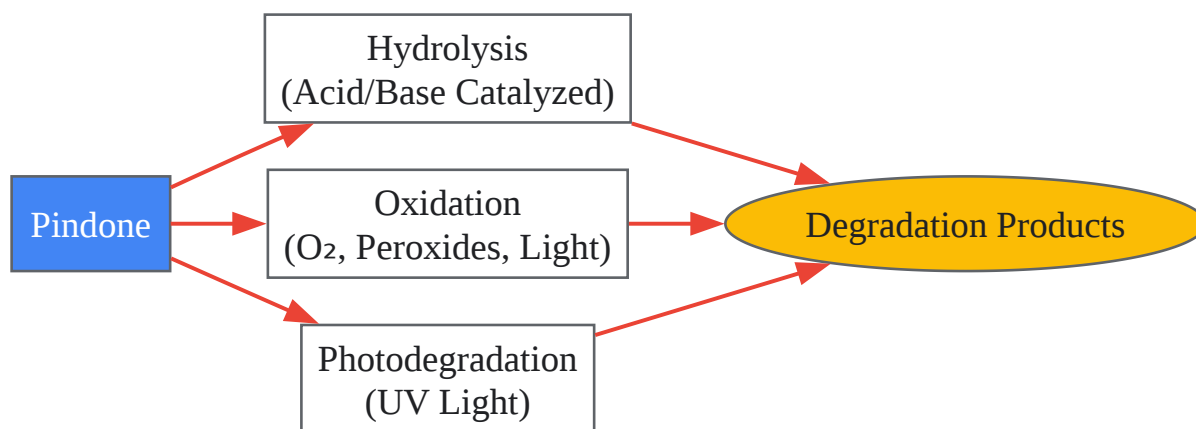 Hydrolysis
(Acid/Base Catalyzed)
Pindone
Oxidation
(O₂, Peroxides, Light)
Degradation Products
Photodegradation
(UV Light)